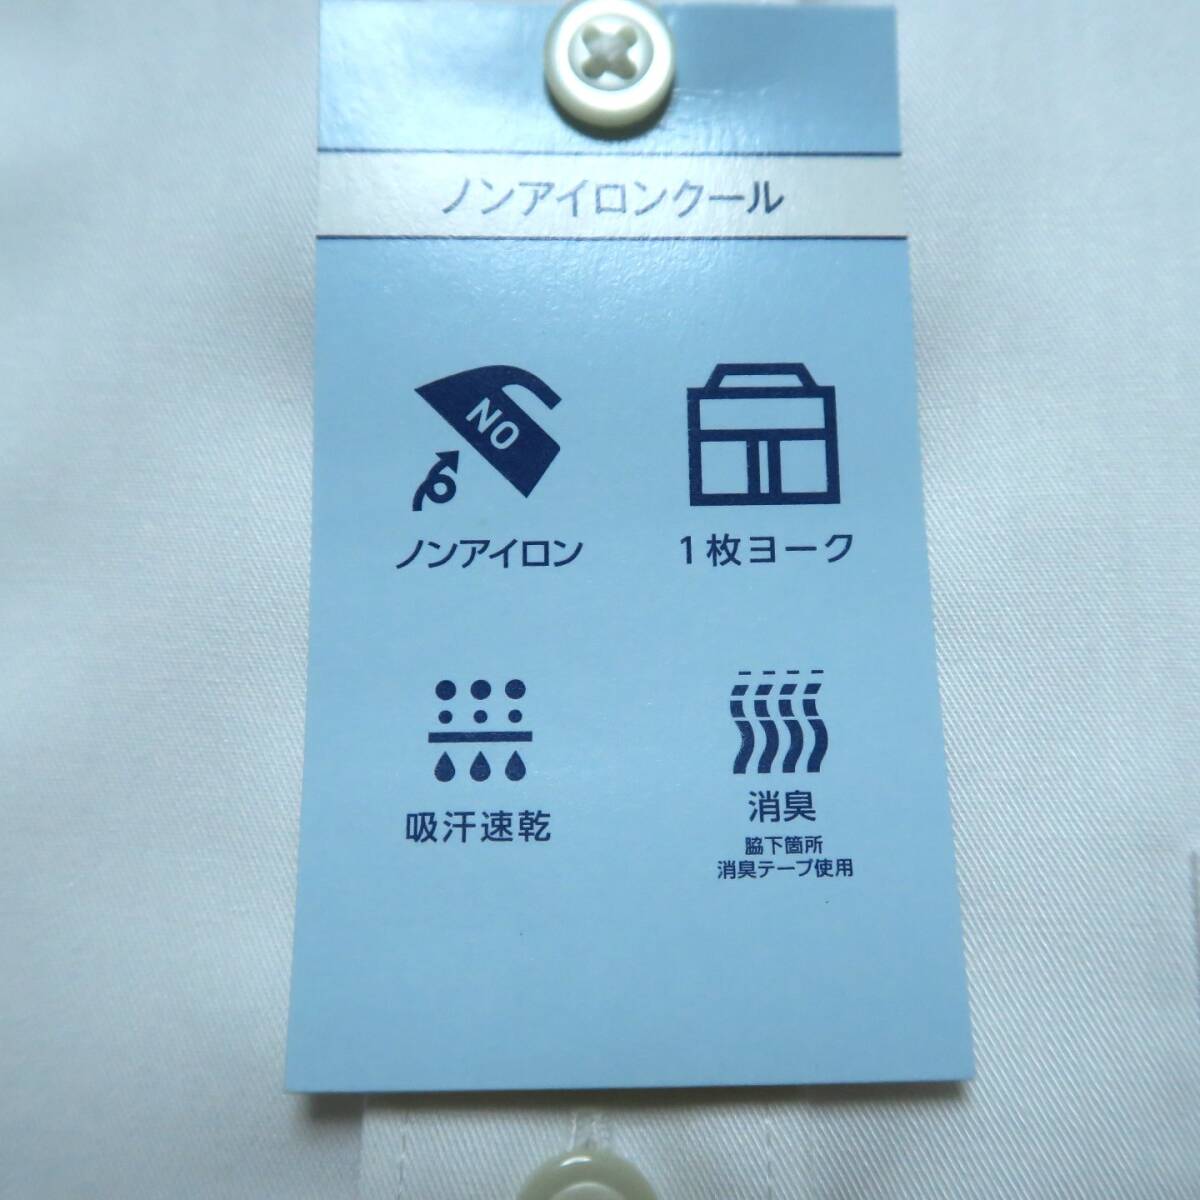 ノンアイロンクール
NO
ノンアイロン
1枚ヨーク
吸汗速乾
消臭
脇下箇所
消臭テープ使用